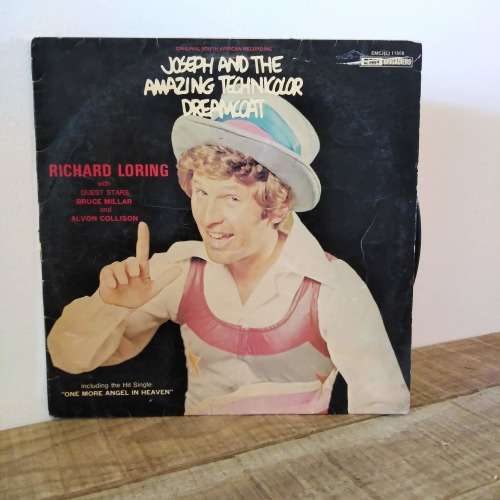 ORIGINAL SOUTH AFRICAN RECORDING
JOSEPH AND THE
AMAZING TECHNICOLOR
DREAMCOAT
RICHARD LORING
with
GUEST STARS
BRUCE MILLAR
and
ALVON COLLISON
including the Hit Single
"ONE MORE ANGEL IN HEAVEN"